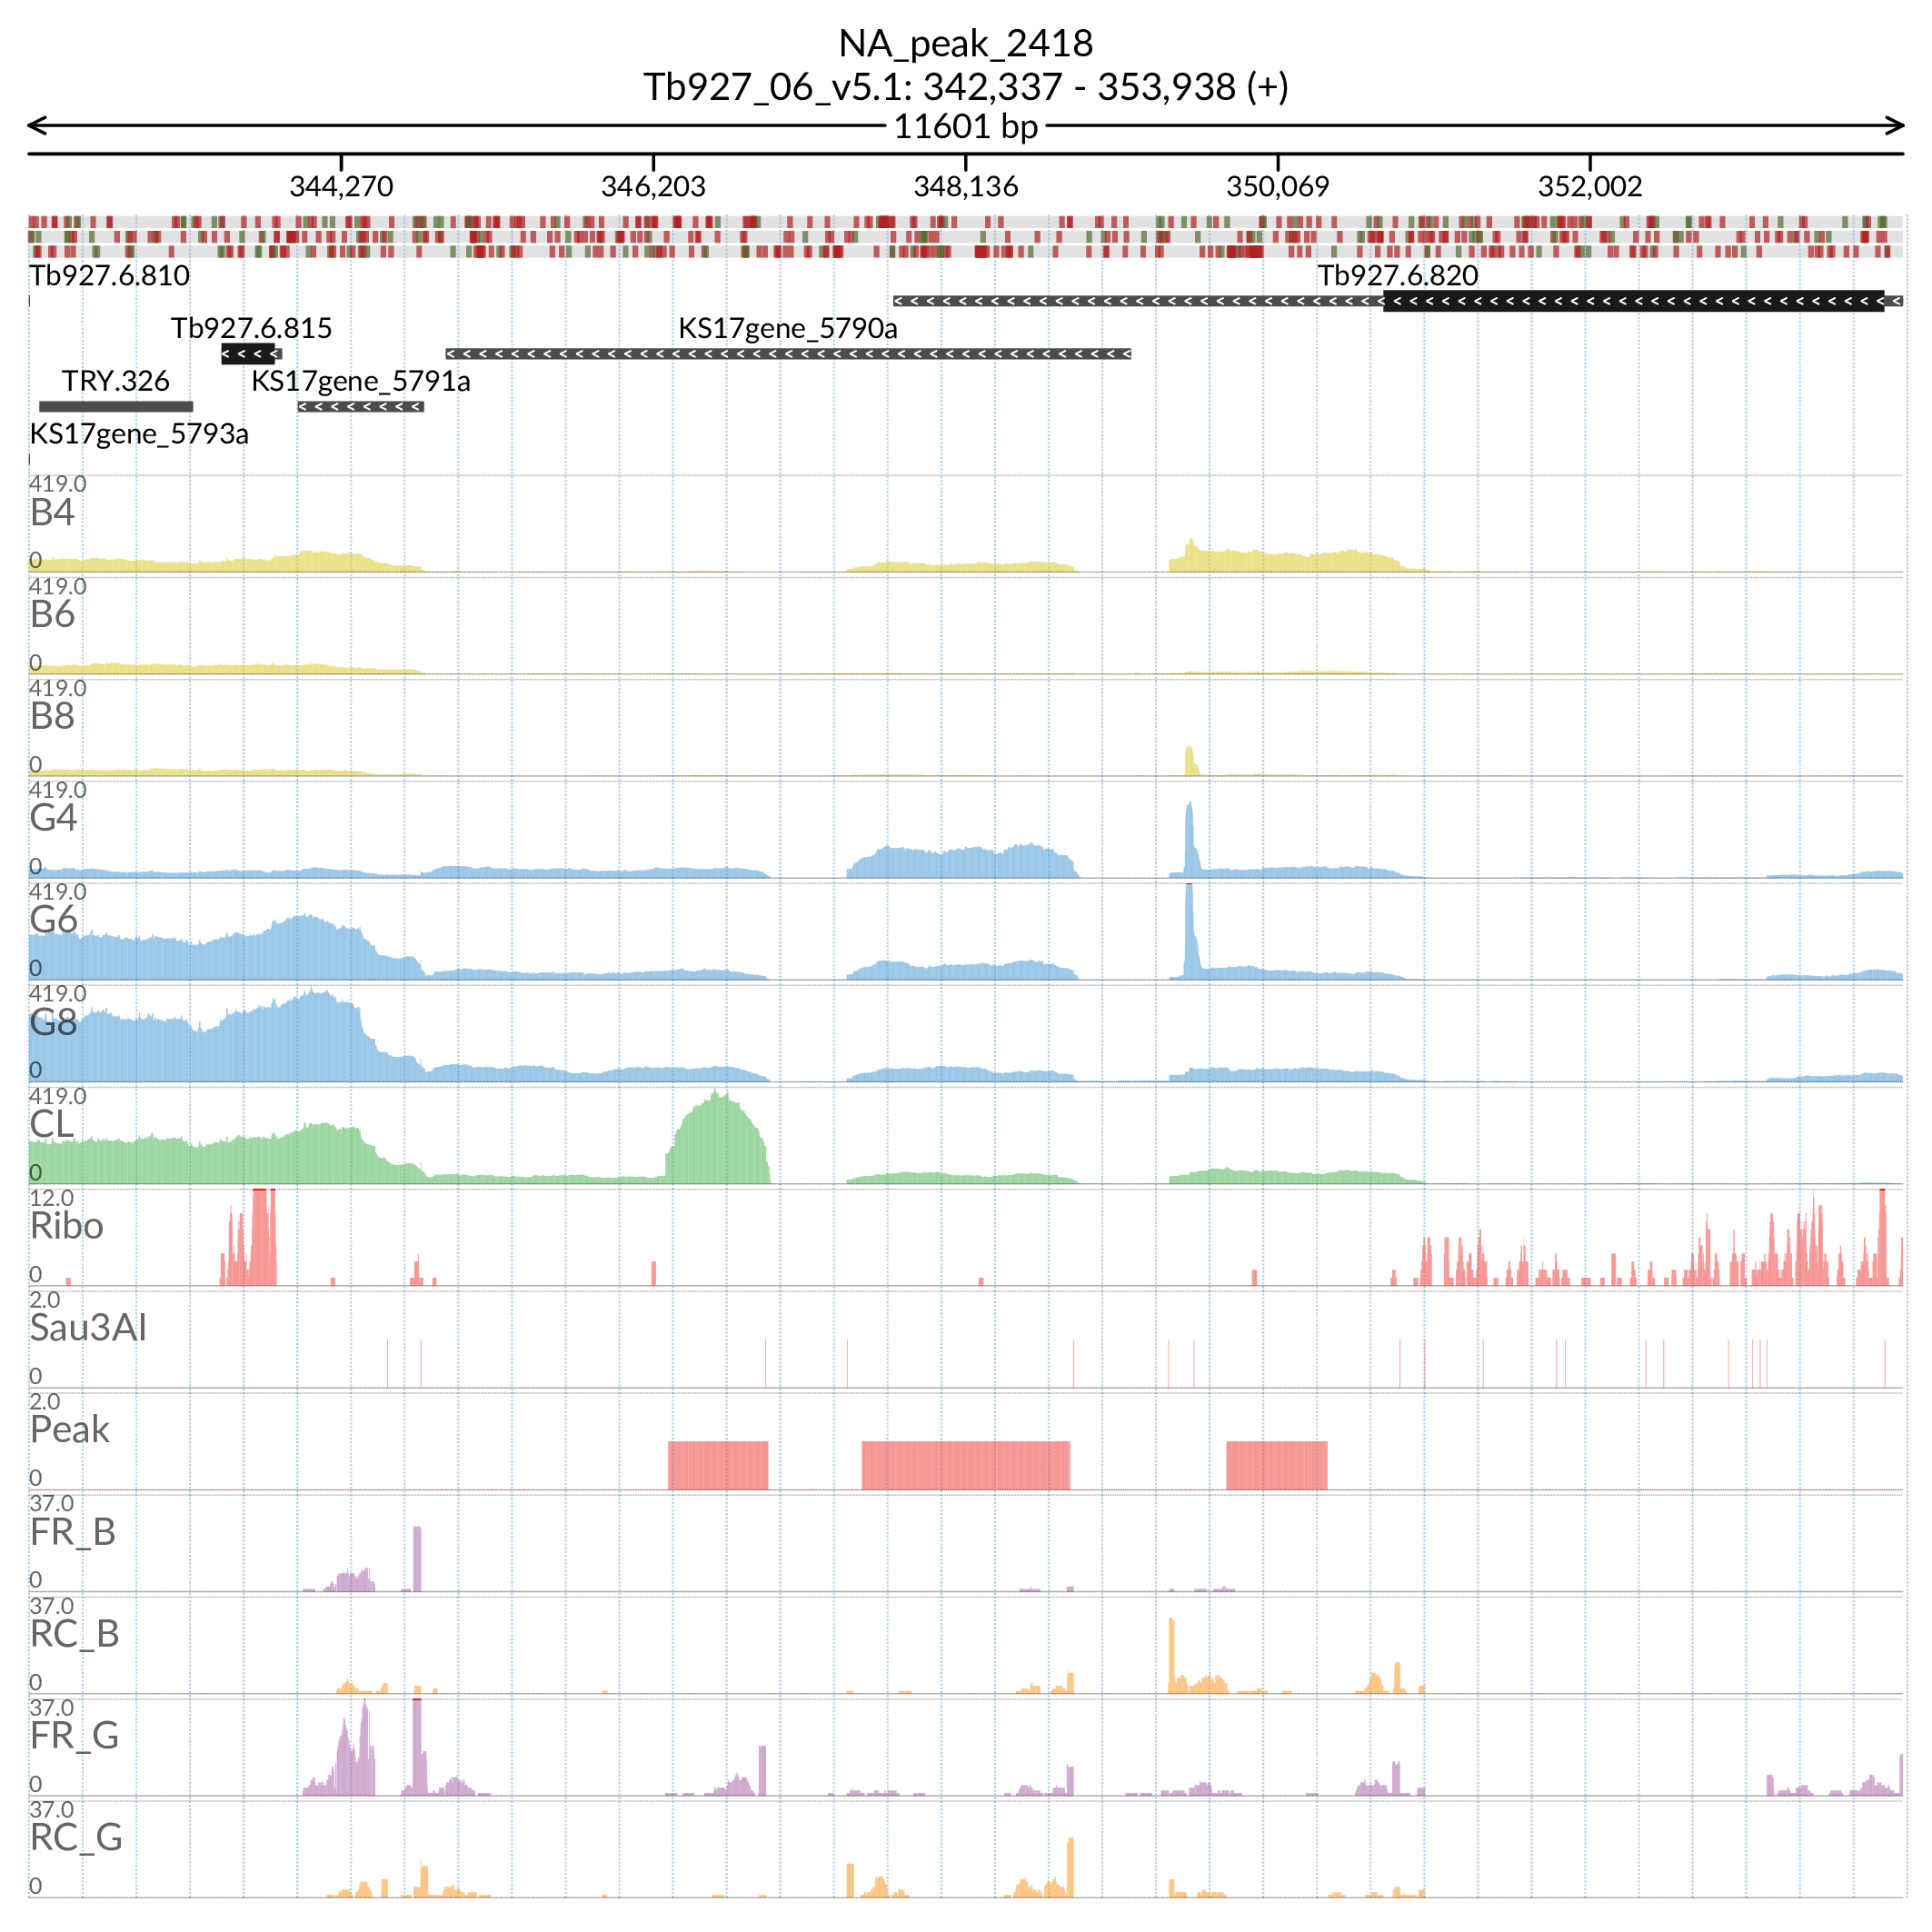 NA_peak_2418
Tb927_06_v5.1: 342,337 - 353,938 (+)
11601 bp
344,270 346,203 348,136 350,069 352,002
Tb927.6.810 Tb927.6.820
Tb927.6.815 KS17gene_5790a
TRY.326 KS17gene_5791a
KS17gene_5793a
419.0
B4
0
419.0
B6
0
419.0
B8
0
419.0
G4
0
419.0
G6
0
419.0
G8
0
419.0
CL
0
12.0
Ribo
0
2.0
Sau3AI
0
2.0
Peak
0
37.0
FR_B
0
37.0
RC_B
0
37.0
FR_G
0
37.0
RC_G
0